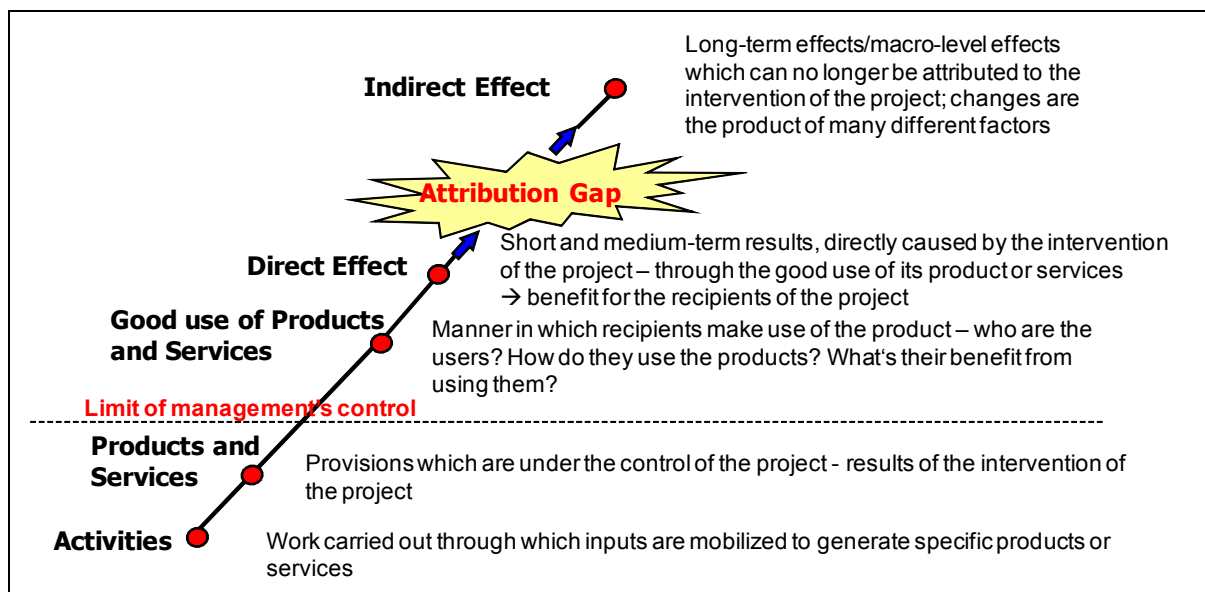 Long-term effects/macro-level effects
which can no longer be attributed to the
intervention of the project; changes are
the product of many different factors
Indirect Effect
Attribution Gap
Short and medium-term results, directly caused by the intervention
of the project – through the good use of its product or services
→ benefit for the recipients of the project
Direct Effect
Good use of Products
and Services
Manner in which recipients make use of the product – who are the
users? How do they use the products? What‘s their benefit from
using them?
Limit of management's control
Products and
Services
Provisions which are under the control of the project - results of the intervention of
the project
Activities
Work carried out through which inputs are mobilized to generate specific products or
services